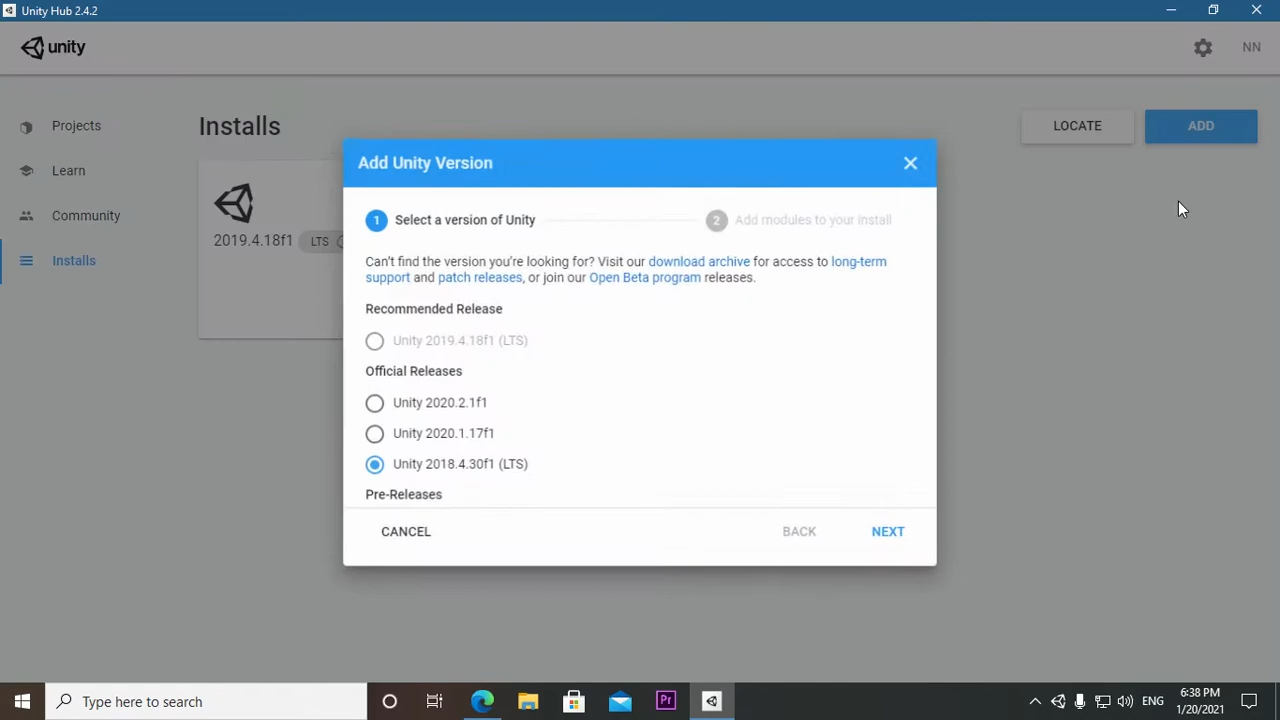 Unity Hub 2.4.2
unity
NN
Projects
Learn
Community
Installs
Installs
LOCATE
ADD
2019.4.18f1 LTS
Add Unity Version
1 Select a version of Unity
2 Add modules to your install
Can't find the version you're looking for? Visit our download archive for access to long-term
support and patch releases, or join our Open Beta program releases.
Recommended Release
Unity 2019.4.18f1 (LTS)
Official Releases
Unity 2020.2.1f1
Unity 2020.1.17f1
Unity 2018.4.30f1 (LTS)
Pre-Releases
CANCEL
BACK
NEXT
Type here to search
Pr
ENG
6:38 PM
1/20/2021